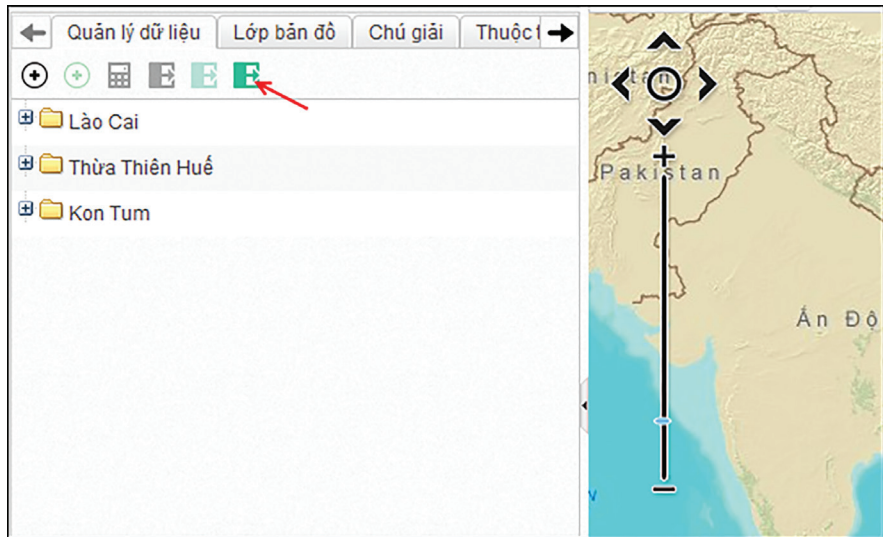 Quản lý dữ liệu
Lớp bản đồ
Chú giải
Thuộc
Lào Cai
Thừa Thiên Huế
Kon Tum
Pakistan
Ấn Độ